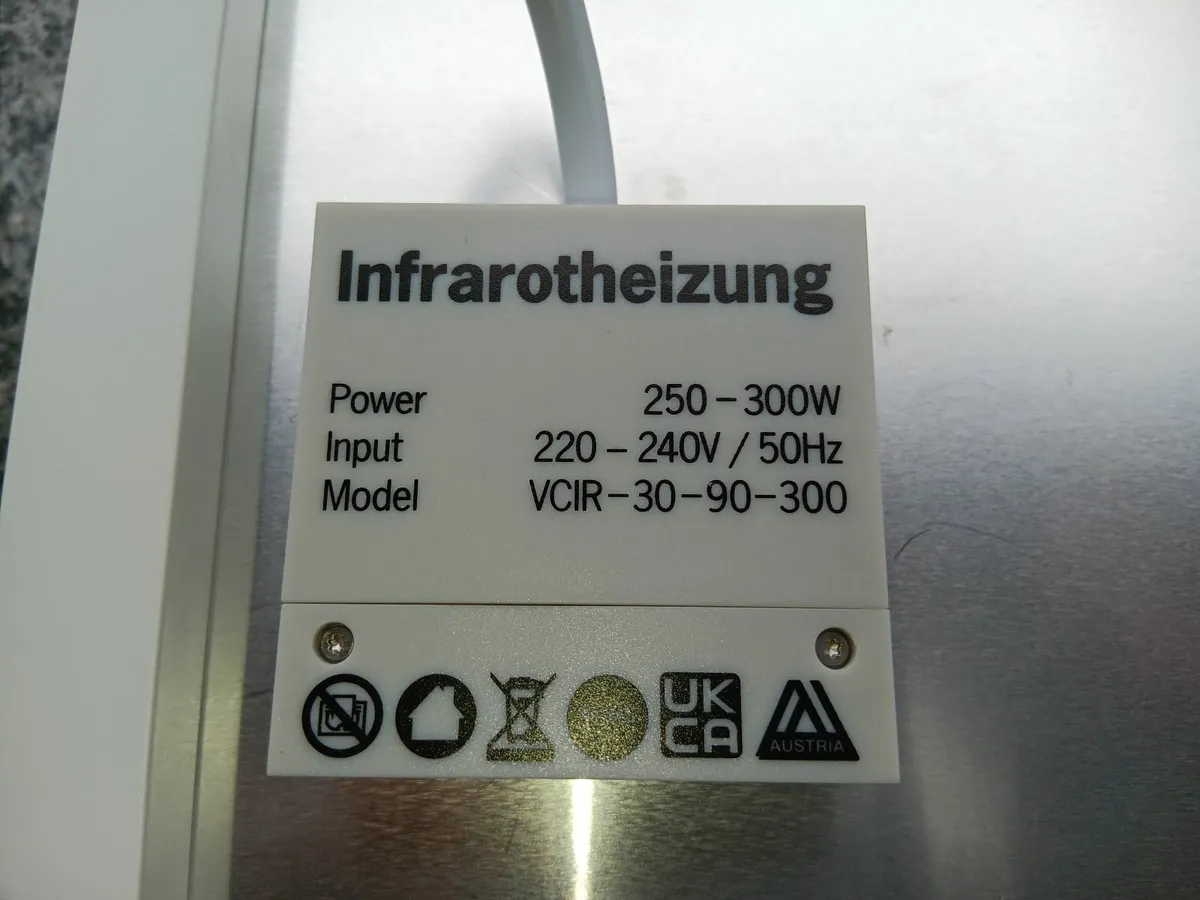 Infrarotheizung
Power 250 – 300W
Input 220 – 240V / 50Hz
Model VCIR–30–90–300
UK
CA
AUSTRIA